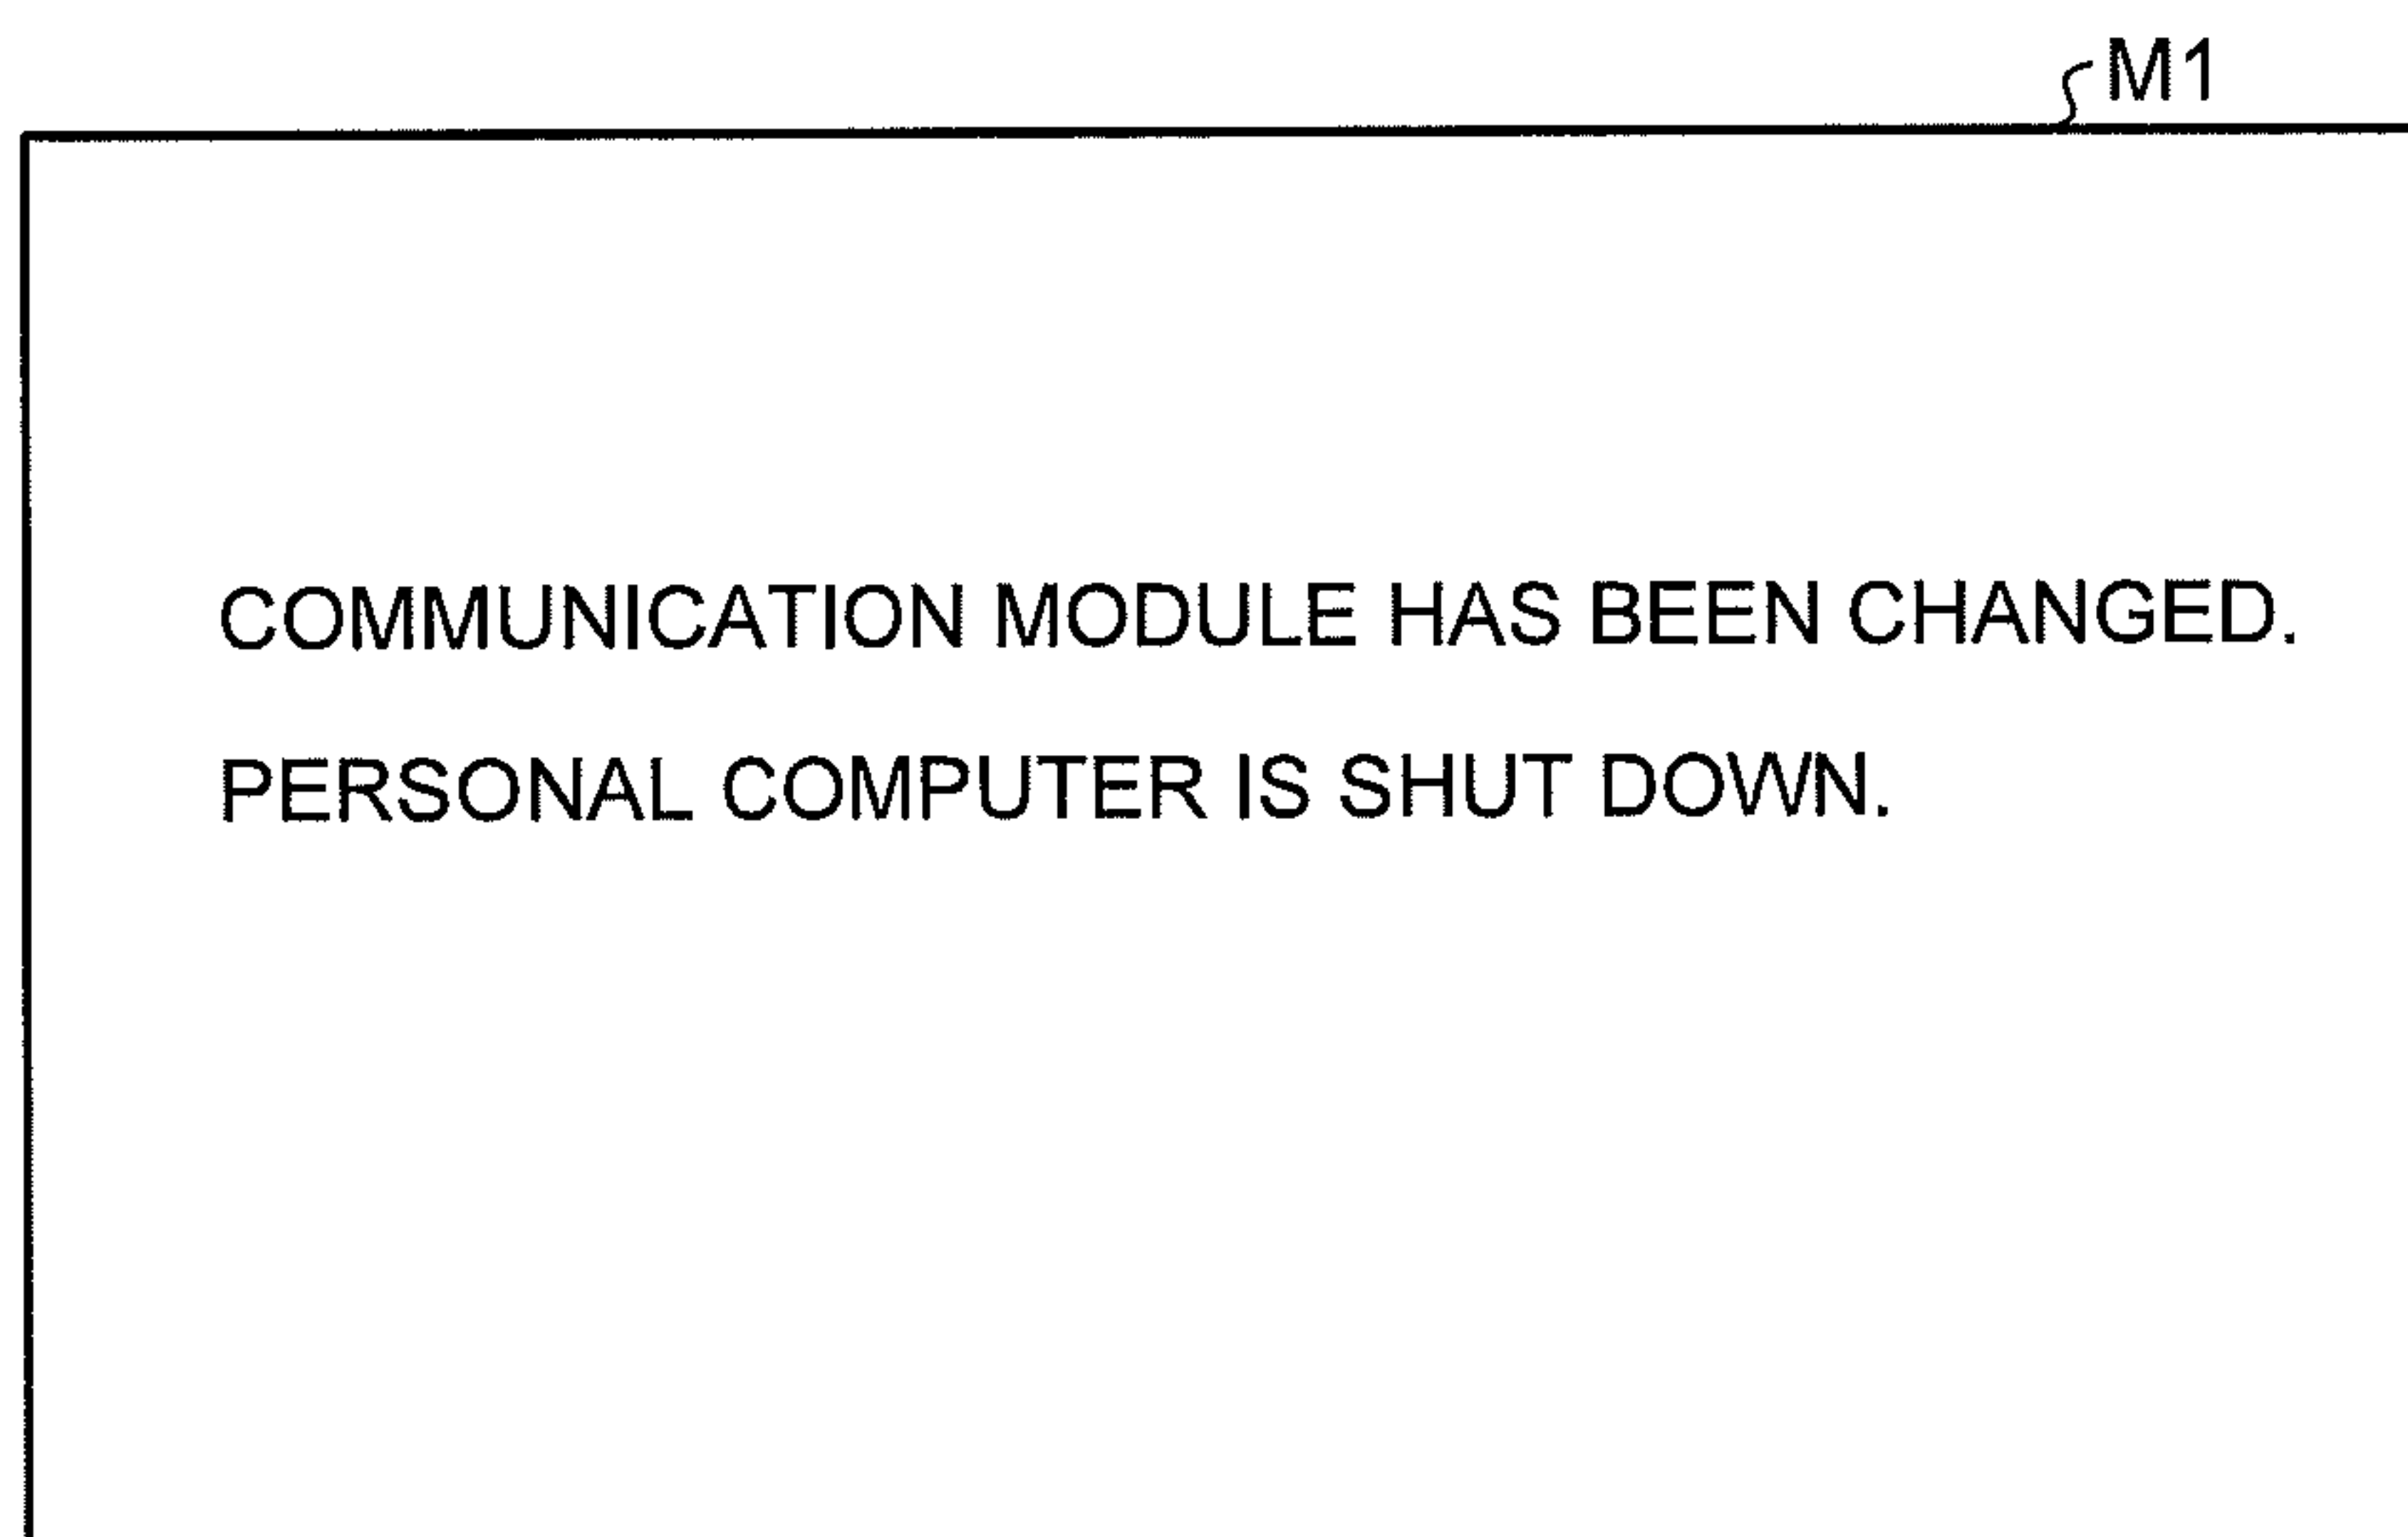 M1
COMMUNICATION MODULE HAS BEEN CHANGED.
PERSONAL COMPUTER IS SHUT DOWN.